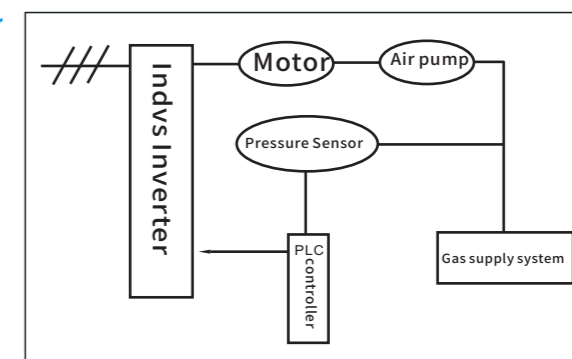 Indvs Inverter
Motor
Air pump
Pressure Sensor
PLC
controller
Gas supply system